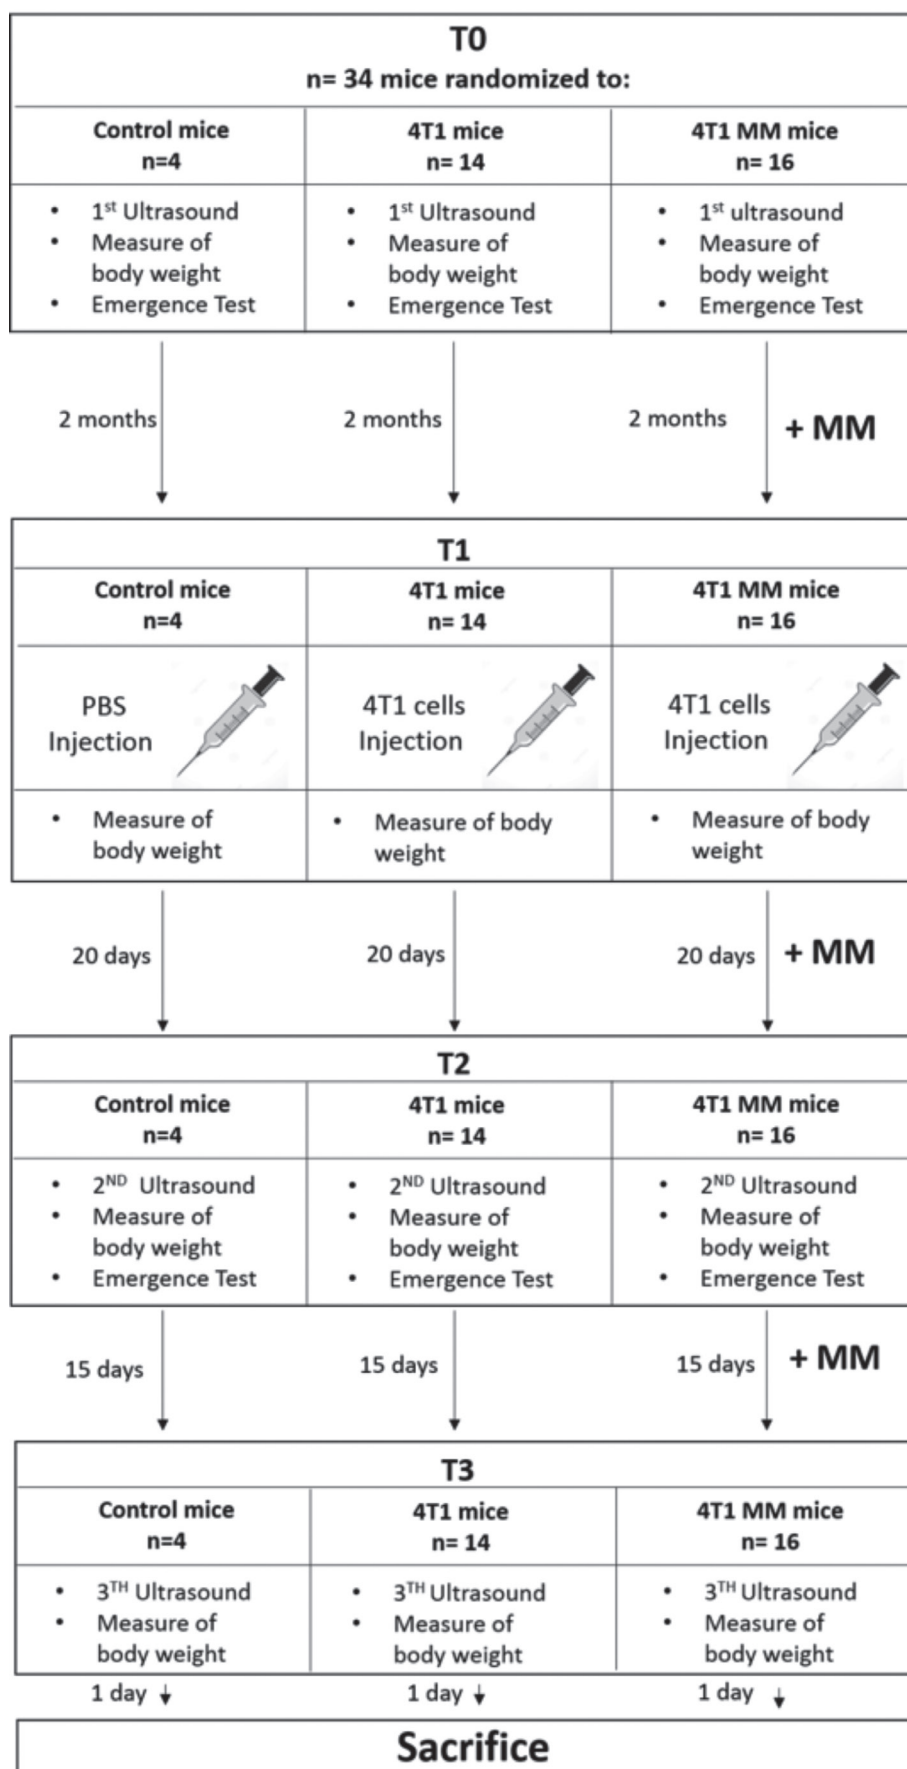 T0
n= 34 mice randomized to:
Control mice
n=4
4T1 mice
n= 14
4T1 MM mice
n= 16
• 1st Ultrasound
• Measure of
body weight
• Emergence Test
• 1st Ultrasound
• Measure of
body weight
• Emergence Test
• 1st ultrasound
• Measure of
body weight
• Emergence Test
2 months
2 months
2 months
+ MM
T1
Control mice
n=4
4T1 mice
n= 14
4T1 MM mice
n= 16
PBS
Injection
4T1 cells
Injection
4T1 cells
Injection
• Measure of
body weight
• Measure of body
weight
• Measure of body
weight
20 days
20 days
20 days
+ MM
T2
Control mice
n=4
4T1 mice
n= 14
4T1 MM mice
n= 16
• 2ND Ultrasound
• Measure of
body weight
• Emergence Test
• 2ND Ultrasound
• Measure of
body weight
• Emergence Test
• 2ND Ultrasound
• Measure of
body weight
• Emergence Test
15 days
15 days
15 days
+ MM
T3
Control mice
n=4
4T1 mice
n= 14
4T1 MM mice
n= 16
• 3TH Ultrasound
• Measure of
body weight
• 3TH Ultrasound
• Measure of
body weight
• 3TH Ultrasound
• Measure of
body weight
1 day
1 day
1 day
Sacrifice